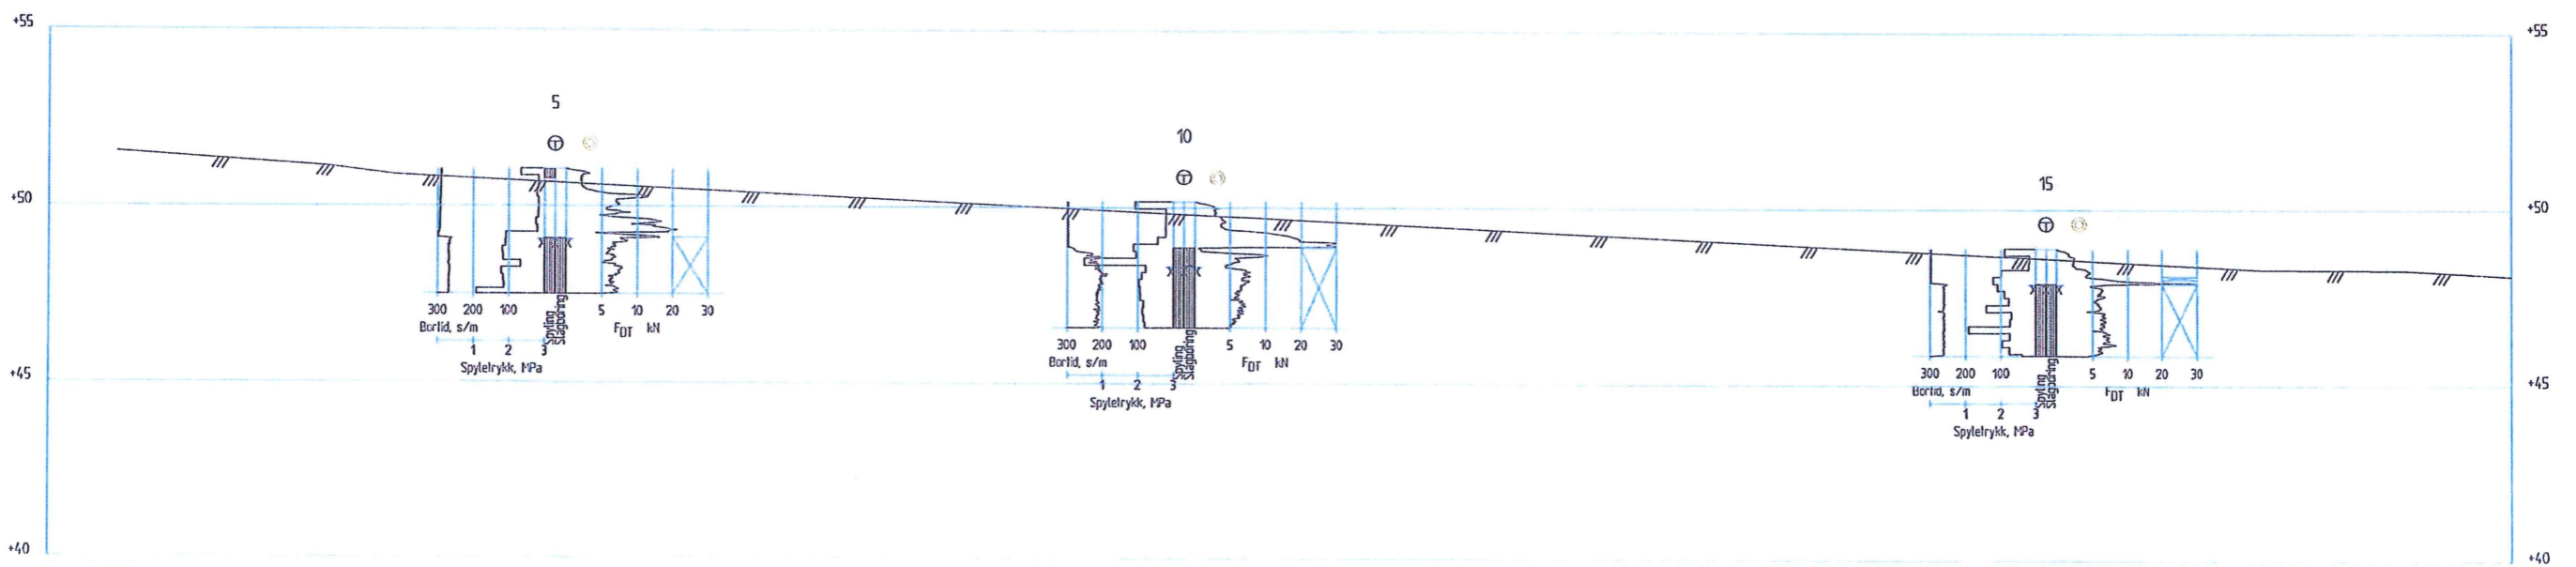 +55 +55
5
10
15
T
T
T
+50 +50
300 200 100 5 10 20 30
Bortid, s/m Spyling Slagboring FDT kN
1 2 3
Spyletrykk, MPa
300 200 100 5 10 20 30
Bortid, s/m Spyling Slagboring FDT kN
1 2 3
Spyletrykk, MPa
300 200 100 5 10 20 30
Bortid, s/m Spyling Slagboring FDT kN
1 2 3
Spyletrykk, MPa
+45 +45
+40 +40